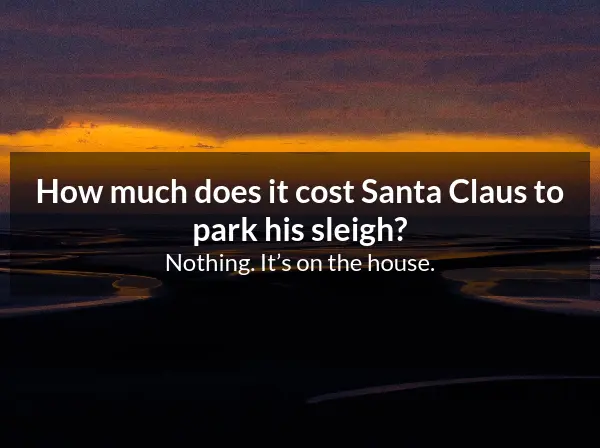 How much does it cost Santa Claus to
park his sleigh?
Nothing. It’s on the house.